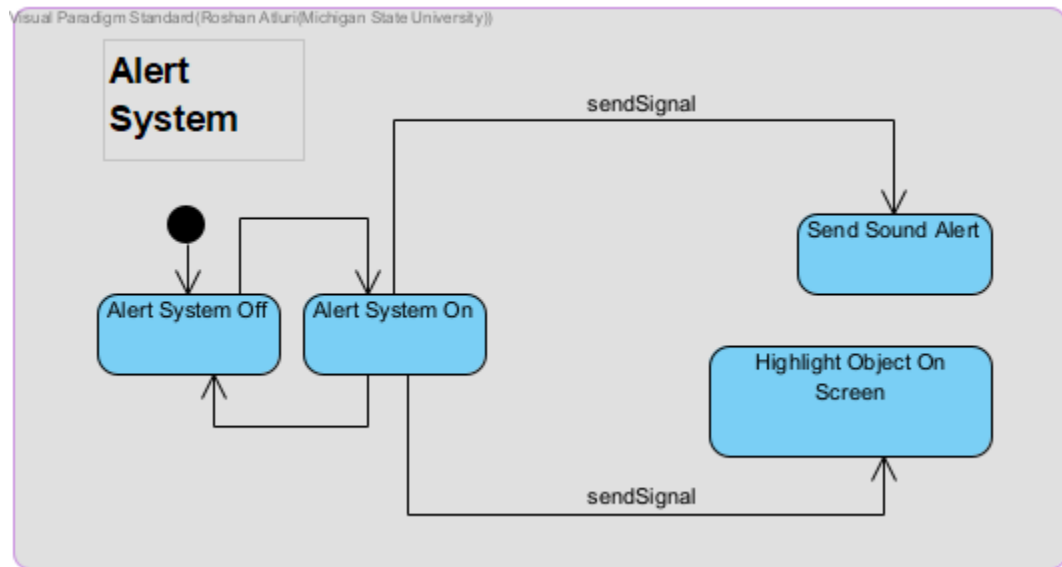 Visual Paradigm Standard(Roshan Atluri(Michigan State University))
Alert
System
sendSignal
Send Sound Alert
Alert System Off
Alert System On
Highlight Object On
Screen
sendSignal